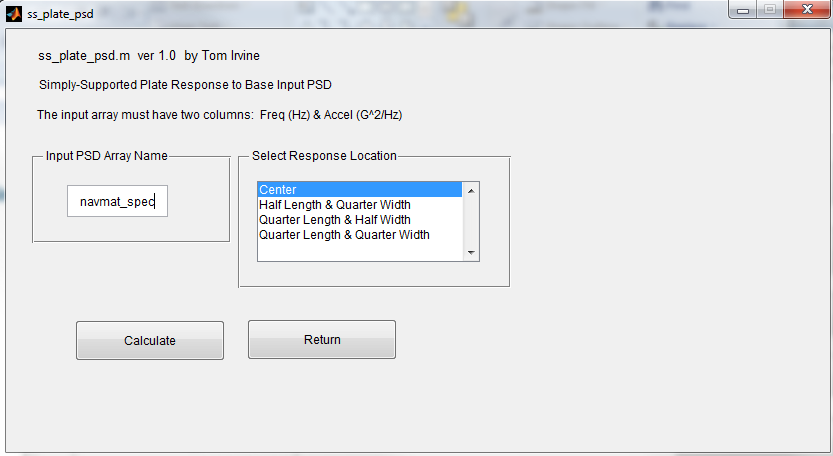 ss_plate_psd
ss_plate_psd.m ver 1.0 by Tom Irvine
Simply-Supported Plate Response to Base Input PSD
The input array must have two columns: Freq (Hz) & Accel (G^2/Hz)
Input PSD Array Name
navmat_spec
Select Response Location
Center
Half Length & Quarter Width
Quarter Length & Half Width
Quarter Length & Quarter Width
Calculate
Return